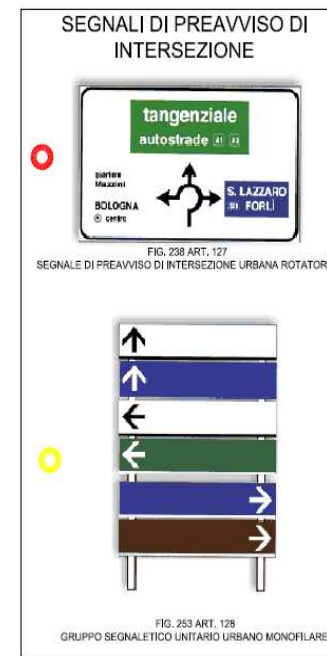 SEGNALI DI PREAVVISO DI
INTERSEZIONE
tangenziale
autostrade A1
quartiere
Mazzini
BOLOGNA
centro
S. LAZZARO
FORLÌ
FIG. 238 ART. 127
SEGNALE DI PREAVVISO DI INTERSEZIONE URBANA ROTATOR
FIG. 253 ART. 128
GRUPPO SEGNALETICO UNITARIO URBANO MONOFILARE